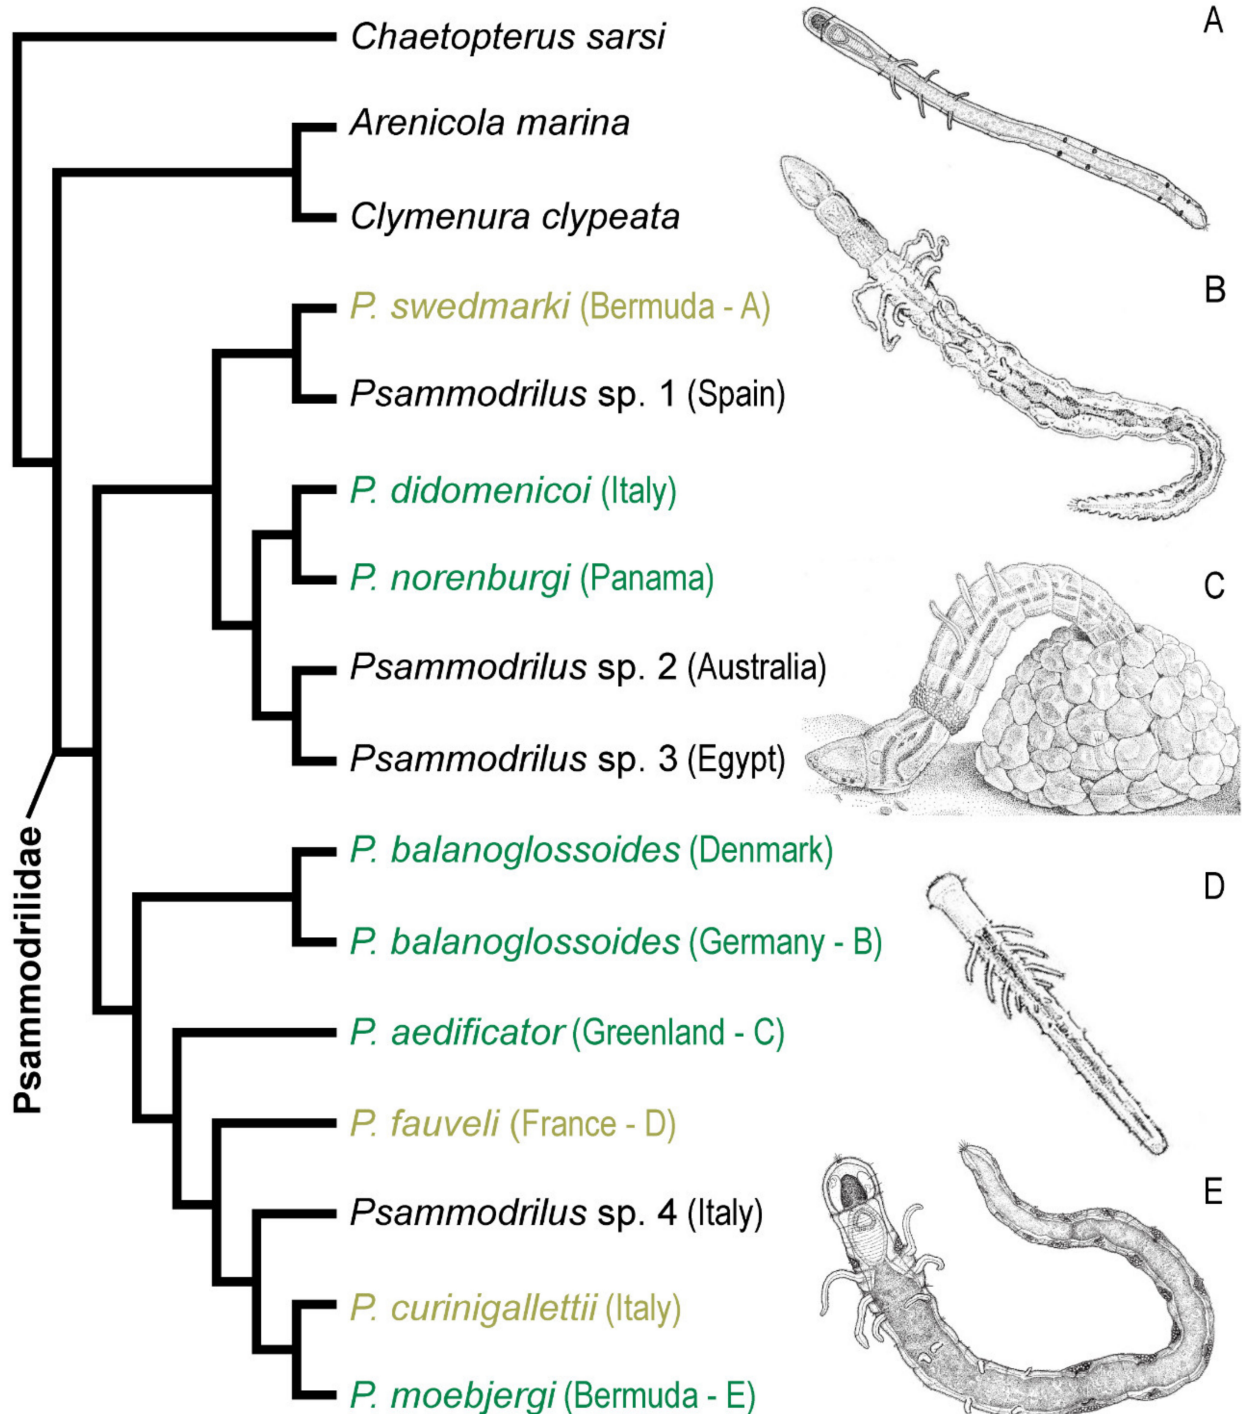 Chaetopterus sarsi
Arenicola marina
Clymenura clypeata
P. swedmarki (Bermuda - A)
Psammodrilus sp. 1 (Spain)
P. didomenicoi (Italy)
P. norenburgi (Panama)
Psammodrilus sp. 2 (Australia)
Psammodrilus sp. 3 (Egypt)
P. balanoglossoides (Denmark)
P. balanoglossoides (Germany - B)
P. aedificator (Greenland - C)
P. fauveli (France - D)
Psammodrilus sp. 4 (Italy)
P. curinigallettii (Italy)
P. moebjergi (Bermuda - E)
Psammodrilidae
A
B
C
D
E